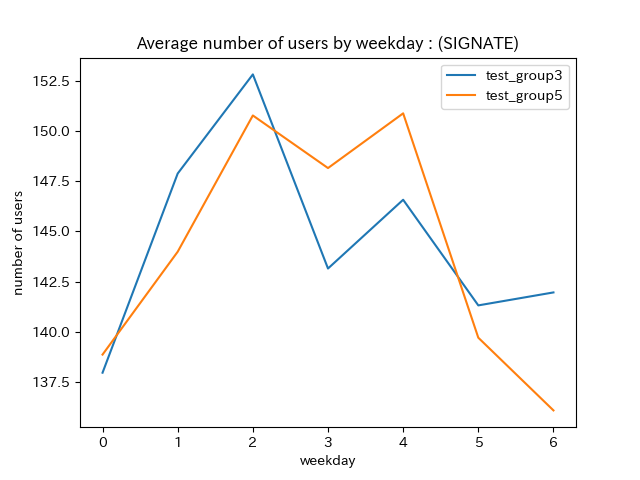 Average number of users by weekday : (SIGNATE)
test_group3
test_group5
152.5
150.0
147.5
145.0
142.5
140.0
137.5
number of users
0 1 2 3 4 5 6
weekday